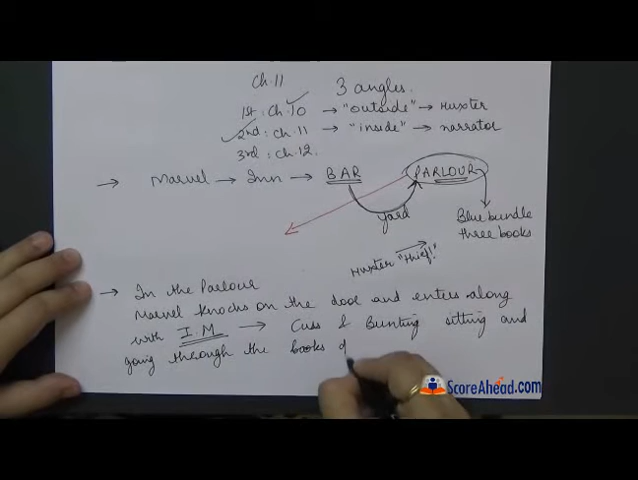 Ch.11
3 angles.
1st : Ch.10 → "outside" → Huxter
2nd : Ch.11 → "inside" → narrator
3rd : Ch.12.
→ Marvel → Inn → BAR PARLOUR
Yard
Blue bundle
three books
Huxter "Thief!"
→ In the Parlour
Marvel knocks on the door and enters along
with I.M → Cuss & Bunting sitting and
going through the books
ScoreAhead.com